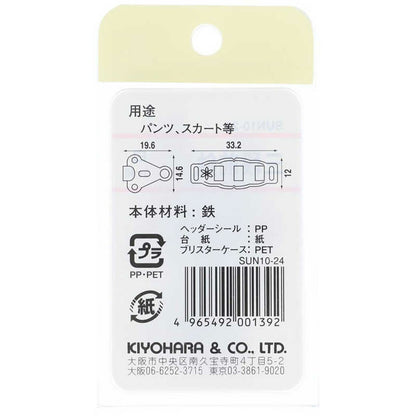 用途
パンツ、スカート等
19.6
33.2
14.6
12
本体材料：鉄
プラ
PP・PET
ヘッダーシール：PP
台紙：紙
ブリスターケース：PET
SUN10-24
紙
4 965492 001392
KIYOHARA & CO., LTD.
大阪市中央区南久宝寺町4丁目5-2
大阪06-6252-3715 東京03-3861-9020
SUN10-